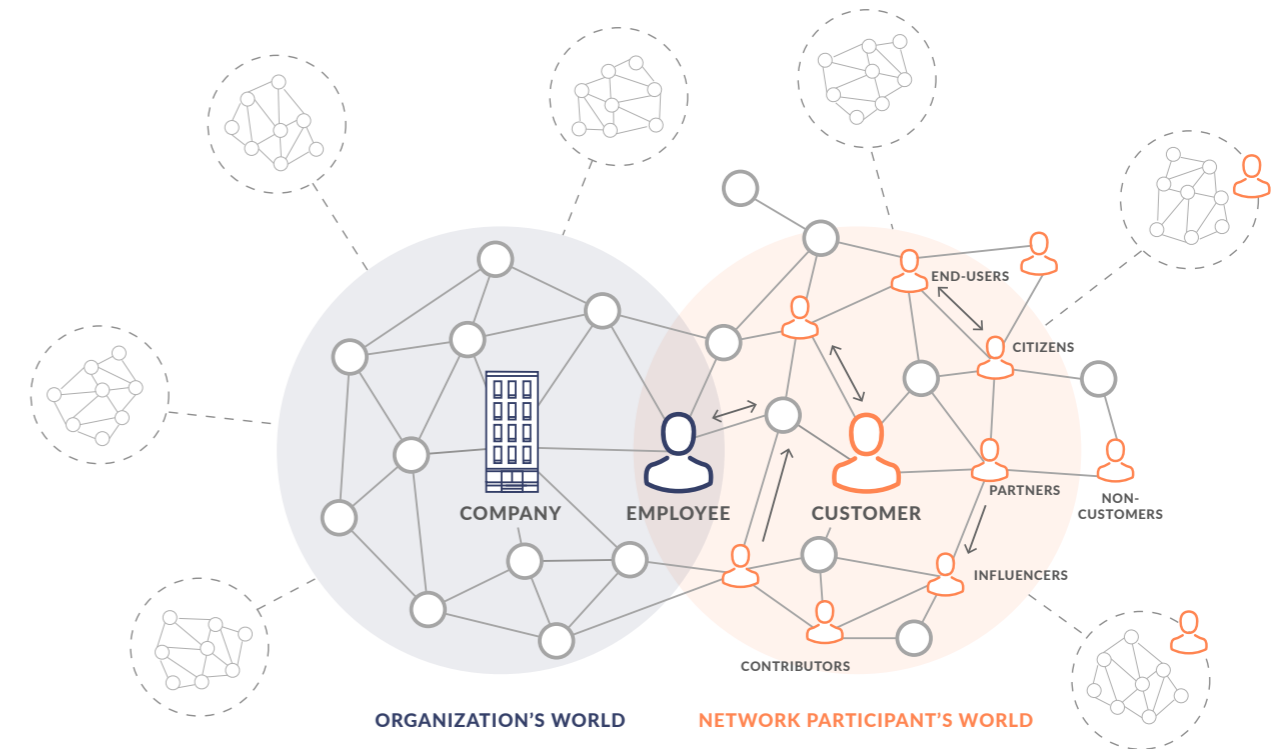 END-USERS
CITIZENS
PARTNERS
NON-
CUSTOMERS
COMPANY
EMPLOYEE
CUSTOMER
INFLUENCERS
CONTRIBUTORS
ORGANIZATION’S WORLD
NETWORK PARTICIPANT’S WORLD